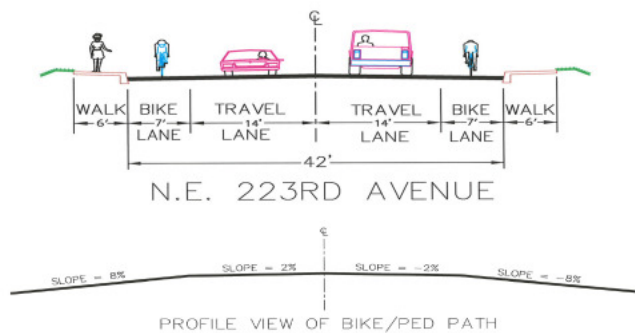 ℄
WALK BIKE TRAVEL TRAVEL BIKE WALK
6' 7' 14' 14' 7' 6'
LANE LANE LANE LANE
42'
N.E. 223RD AVENUE
℄
SLOPE = 8% SLOPE = 2% SLOPE = -2% SLOPE = -8%
PROFILE VIEW OF BIKE/PED PATH